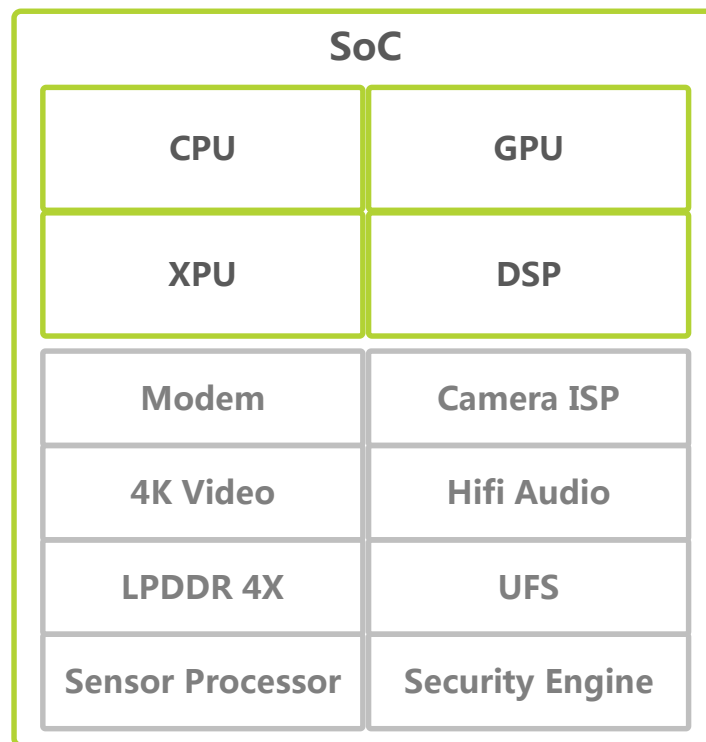 SoC
CPU
GPU
XPU
DSP
Modem
Camera ISP
4K Video
Hifi Audio
LPDDR 4X
UFS
Sensor Processor
Security Engine